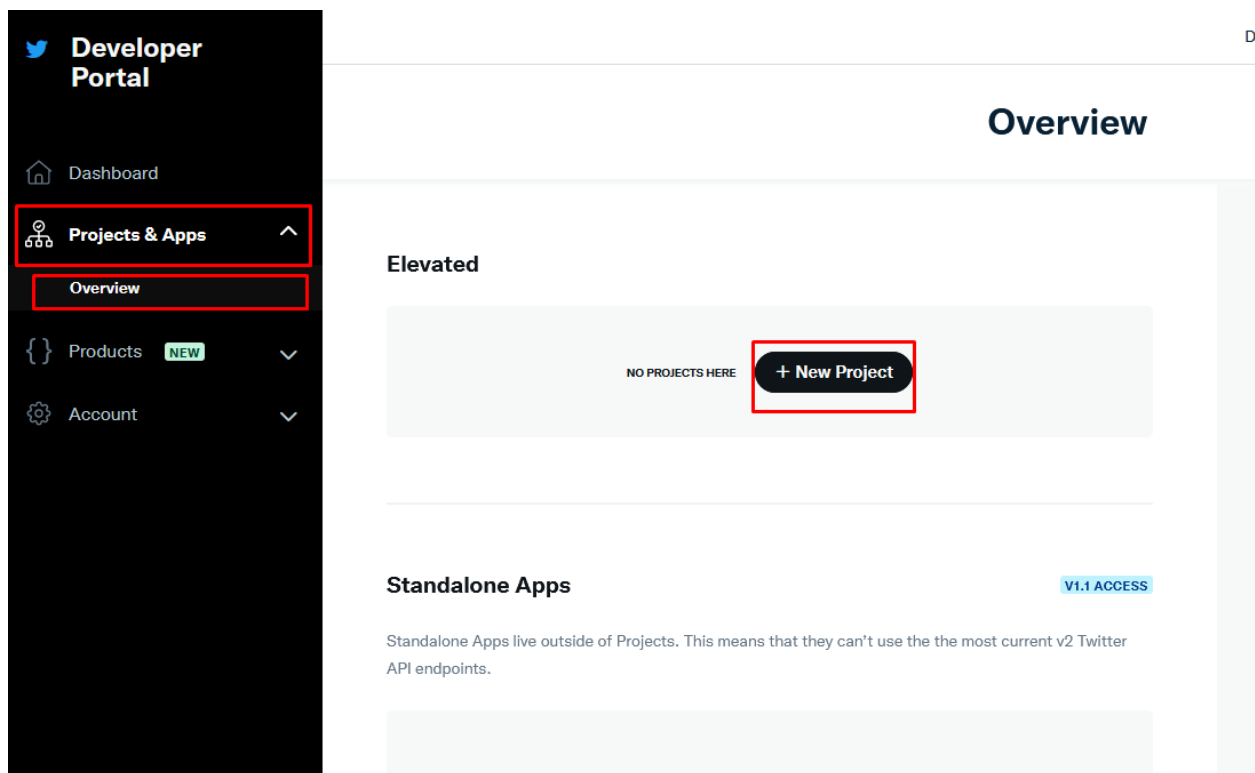 Developer
Portal
D
Overview
Dashboard
Projects & Apps
Overview
Products NEW
Account
Elevated
NO PROJECTS HERE + New Project
Standalone Apps V1.1 ACCESS
Standalone Apps live outside of Projects. This means that they can't use the the most current v2 Twitter
API endpoints.